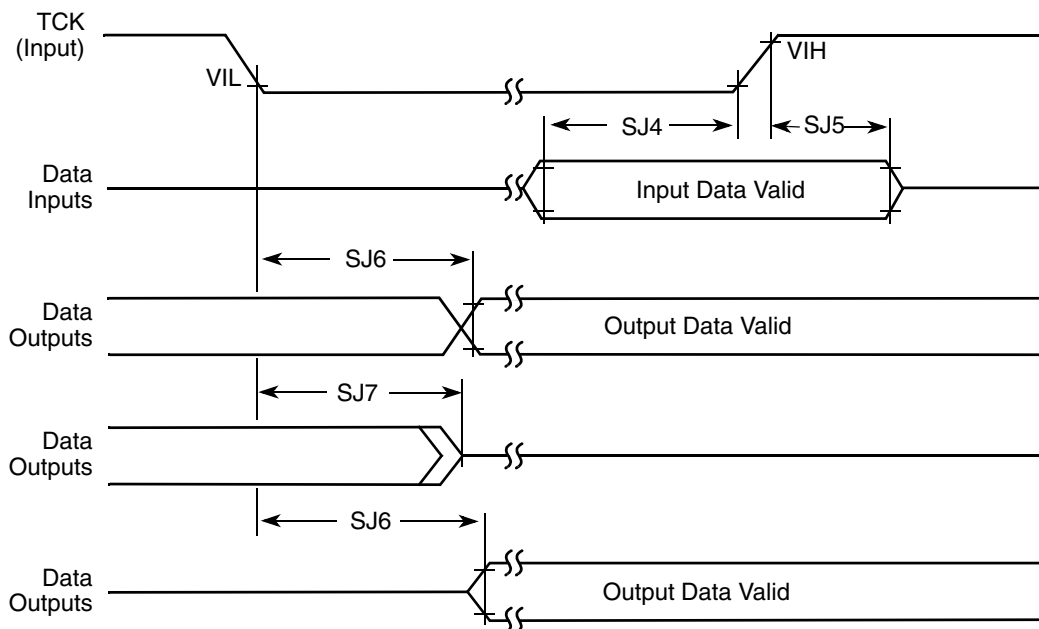 TCK
(Input)
VIL
VIH
SJ4
SJ5
Data
Inputs
Input Data Valid
SJ6
Data
Outputs
Output Data Valid
SJ7
Data
Outputs
SJ6
Data
Outputs
Output Data Valid